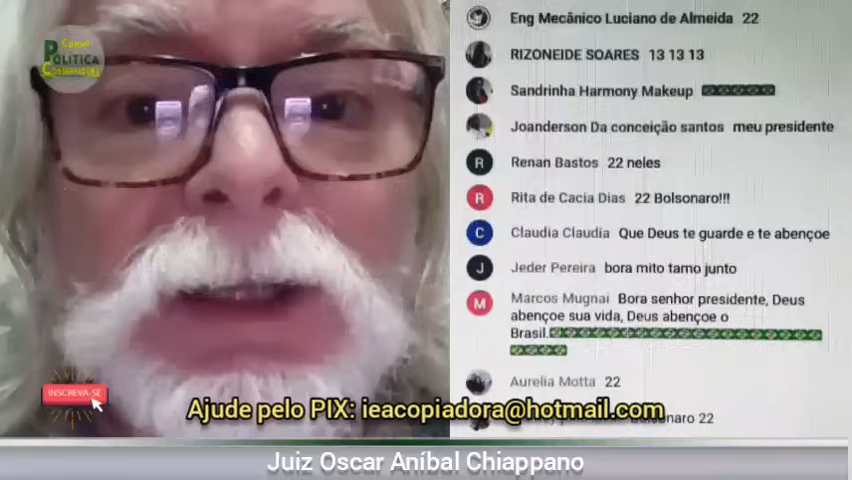 Canal
POLÍTICA
CONSERVADORA
Eng Mecânico Luciano de Almeida 22
RIZONEIDE SOARES 13 13 13
Sandrinha Harmony Makeup
Joanderson Da conceição santos meu presidente
R Renan Bastos 22 neles
R Rita de Cacia Dias 22 Bolsonaro!!!
C Claudia Claudia Que Deus te guarde e te abençoe
J Jeder Pereira bora mito tamo junto
M Marcos Mugnai Bora senhor presidente, Deus
abençoe sua vida, Deus abençoe o
Brasil
Aurelia Motta 22
22
INSCREVA-SE
Ajude pelo PIX: ieacopiadora@hotmail.com
Juiz Oscar Aníbal Chiappano